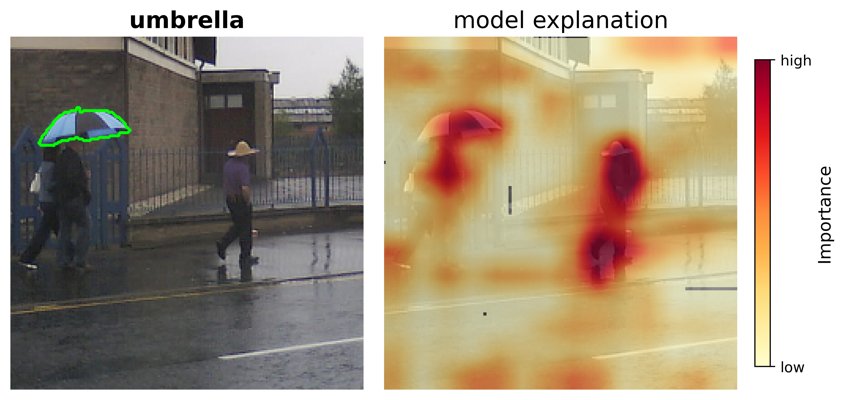 umbrella
model explanation
high
Importance
low